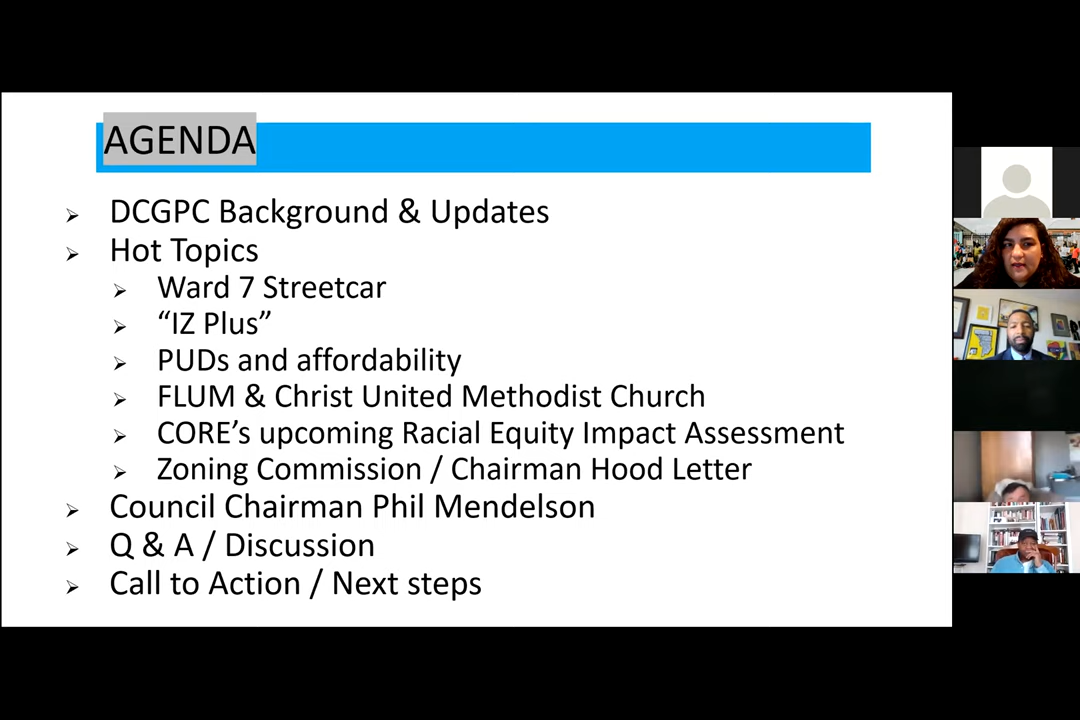 AGENDA
DCGPC Background & Updates
Hot Topics
Ward 7 Streetcar
“IZ Plus”
PUDs and affordability
FLUM & Christ United Methodist Church
CORE’s upcoming Racial Equity Impact Assessment
Zoning Commission / Chairman Hood Letter
Council Chairman Phil Mendelson
Q & A / Discussion
Call to Action / Next steps